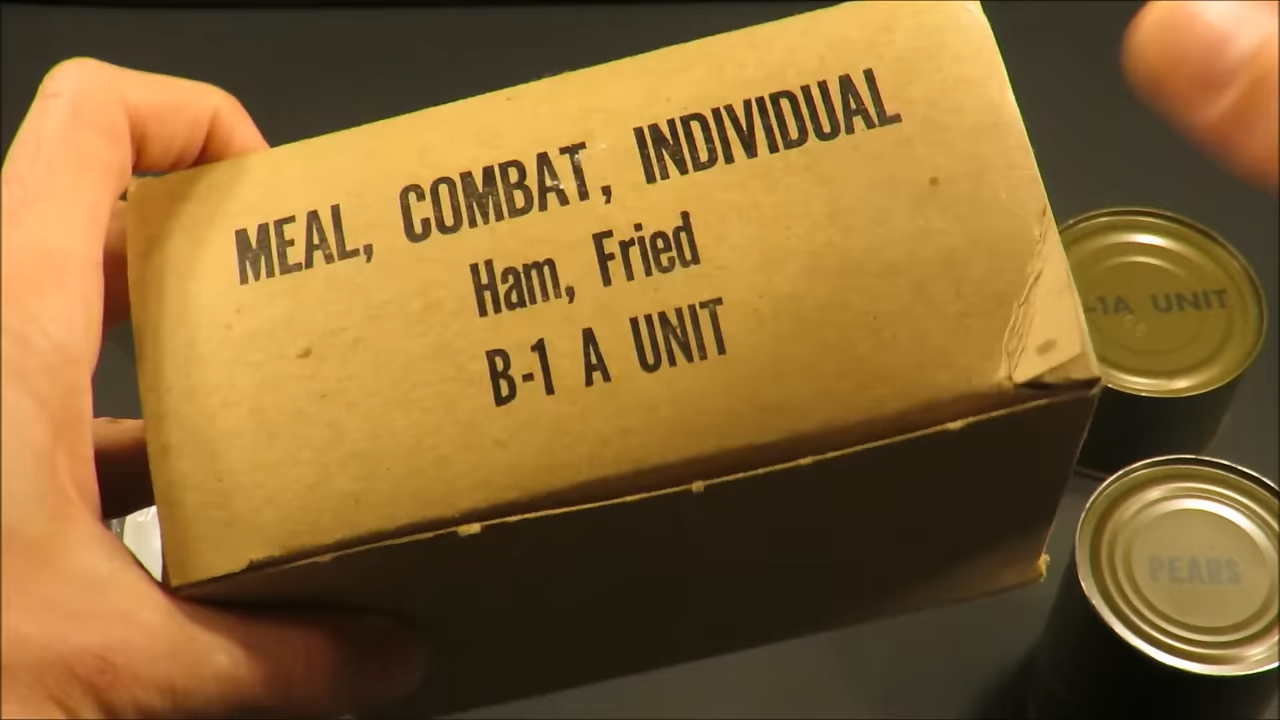 MEAL, COMBAT, INDIVIDUAL
Ham, Fried
B-1 A UNIT
-1A UNIT
PEARS